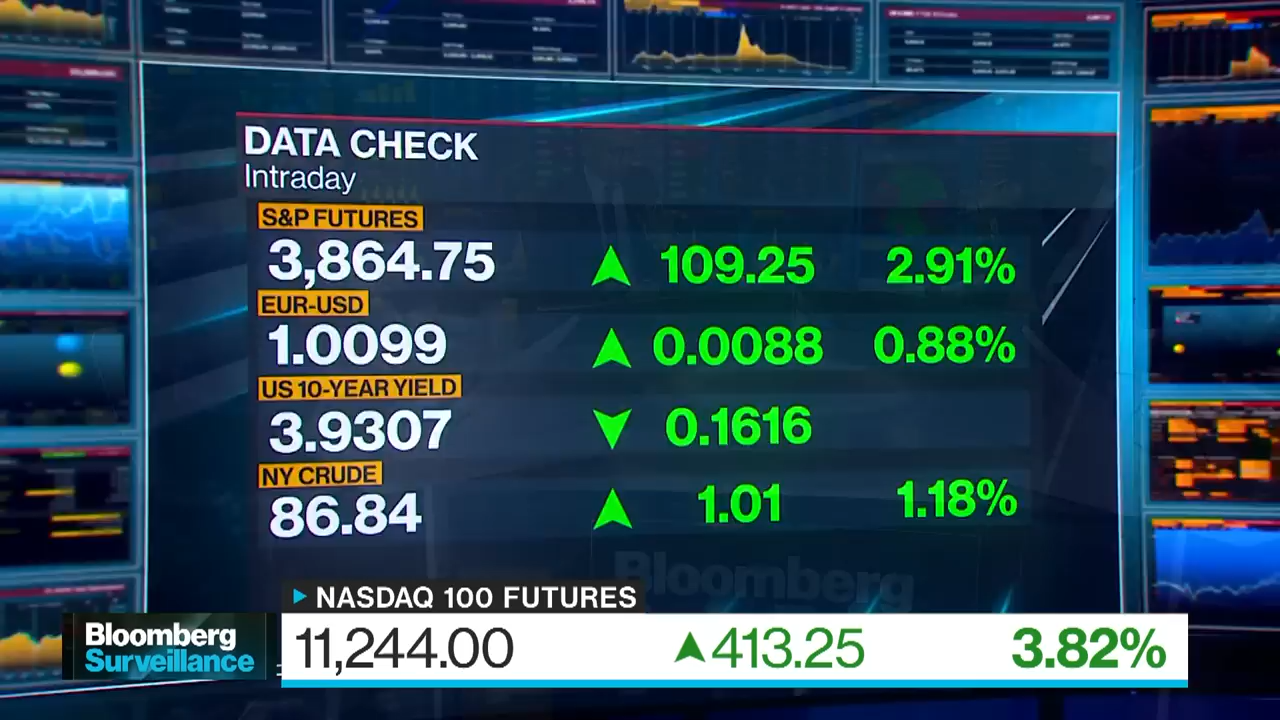 DATA CHECK
Intraday
S&P FUTURES
3,864.75 ▲ 109.25 2.91%
EUR-USD
1.0099 ▲ 0.0088 0.88%
US 10-YEAR YIELD
3.9307 ▼ 0.1616
NY CRUDE
86.84 ▲ 1.01 1.18%
Bloomberg
NASDAQ 100 FUTURES
Bloomberg
Surveillance
11,244.00 ▲ 413.25 3.82%